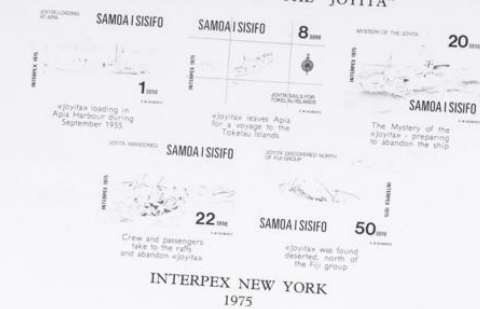 THE "JOYITA"
JOYITA LOADING
AT APIA
SAMOA I SISIFO
INTERPEX 1975
1 sene
«Joyita» loading in
Apia Harbour during
September 1955
SAMOA I SISIFO
8 sene
INTERPEX 1975
JOYITA SAILS FOR
TOKELAU ISLANDS
«Joyita» leaves Apia
for a voyage to the
Tokelau Islands
MYSTERY OF THE JOYITA
20 sene
INTERPEX 1975
SAMOA I SISIFO
The Mystery of the
«Joyita» - preparing
to abandon the ship
JOYITA ABANDONED
SAMOA I SISIFO
INTERPEX 1975
22 sene
Crew and passengers
take to the rafts
and abandon «Joyita»
JOYITA DISCOVERED NORTH
OF FIJI GROUP
INTERPEX 1975
SAMOA I SISIFO
50 sene
«Joyita» was found
deserted: north of
the Fiji group
INTERPEX NEW YORK
1975